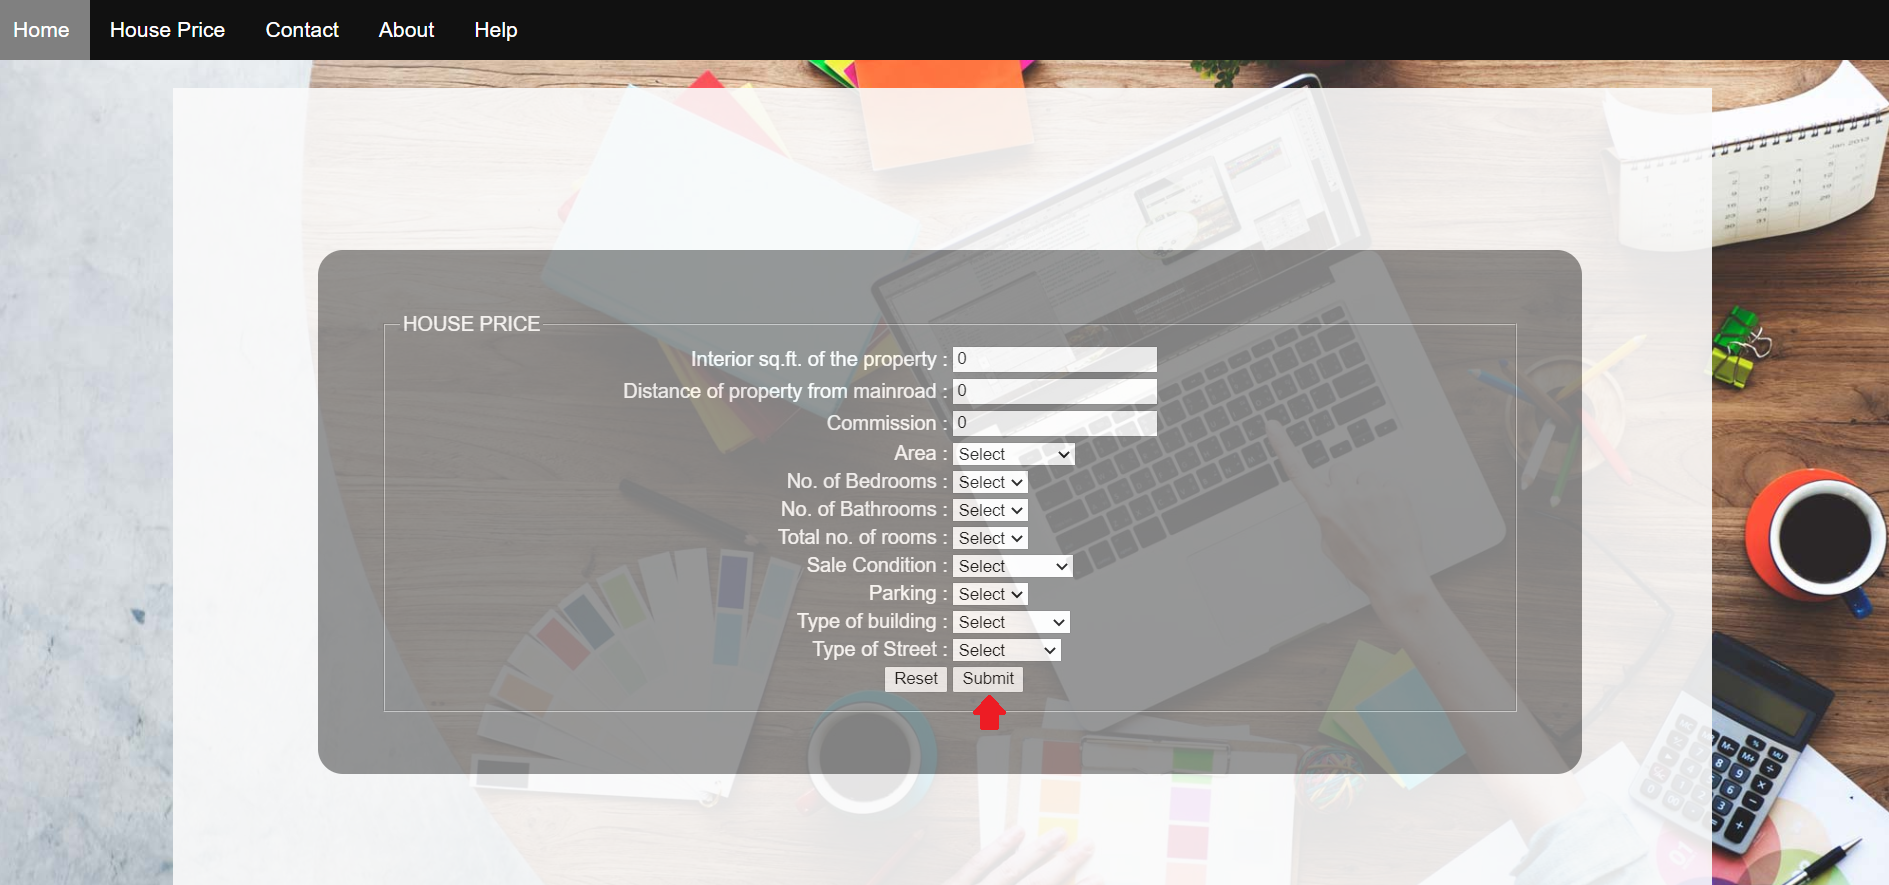 Home House Price Contact About Help
HOUSE PRICE
Interior sq.ft. of the property : 0
Distance of property from mainroad : 0
Commission : 0
Area : Select
No. of Bedrooms : Select
No. of Bathrooms : Select
Total no. of rooms : Select
Sale Condition : Select
Parking : Select
Type of building : Select
Type of Street : Select
Reset Submit